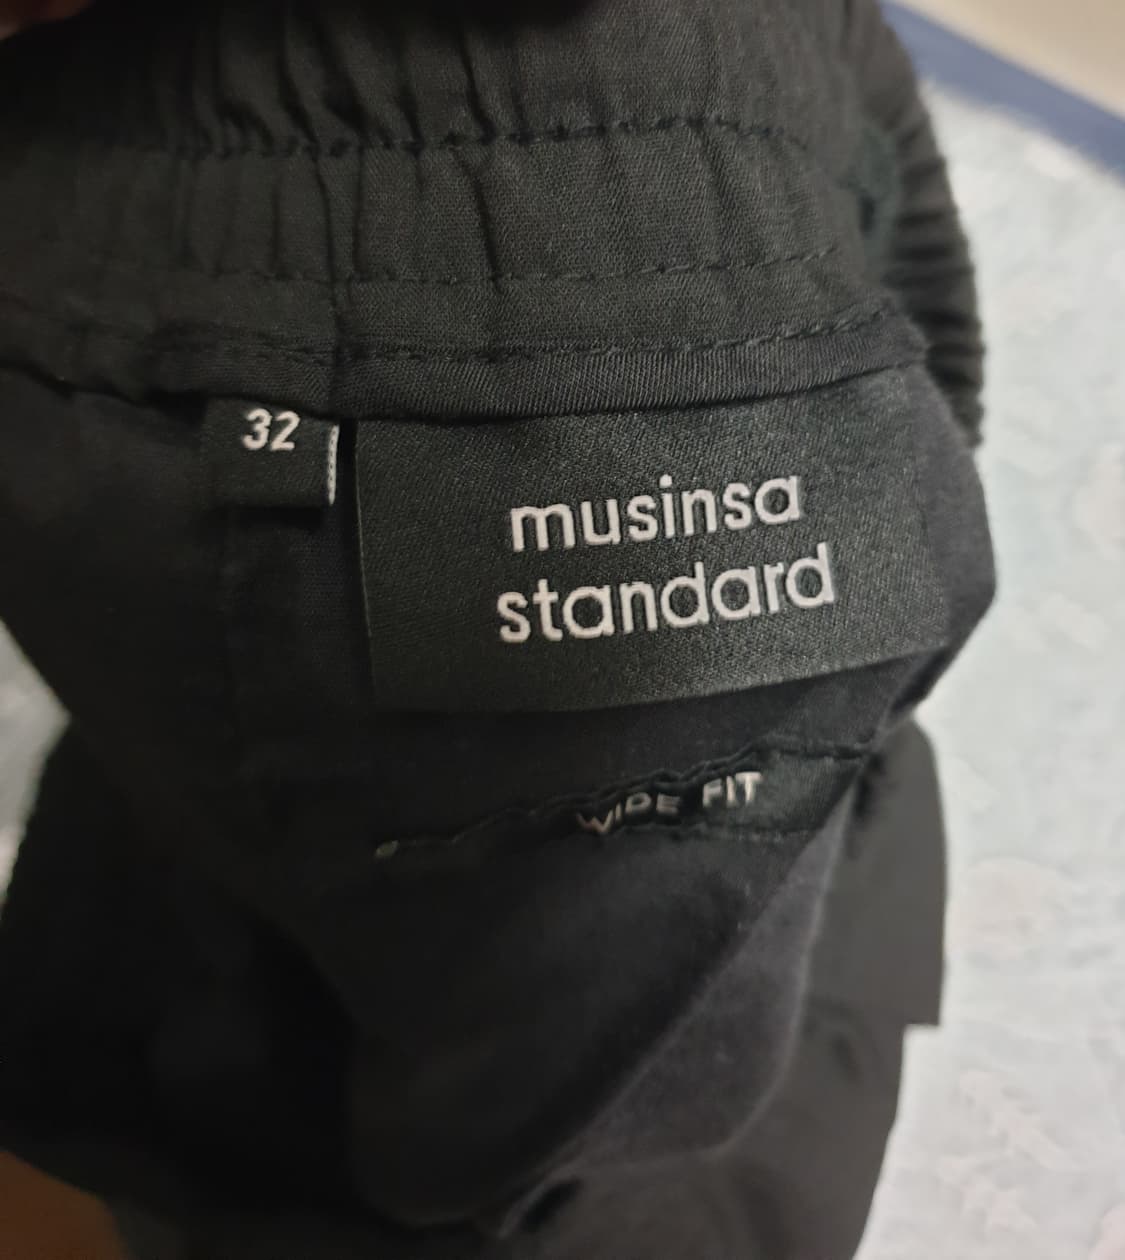 32
musinsa
standard
WIDE FIT